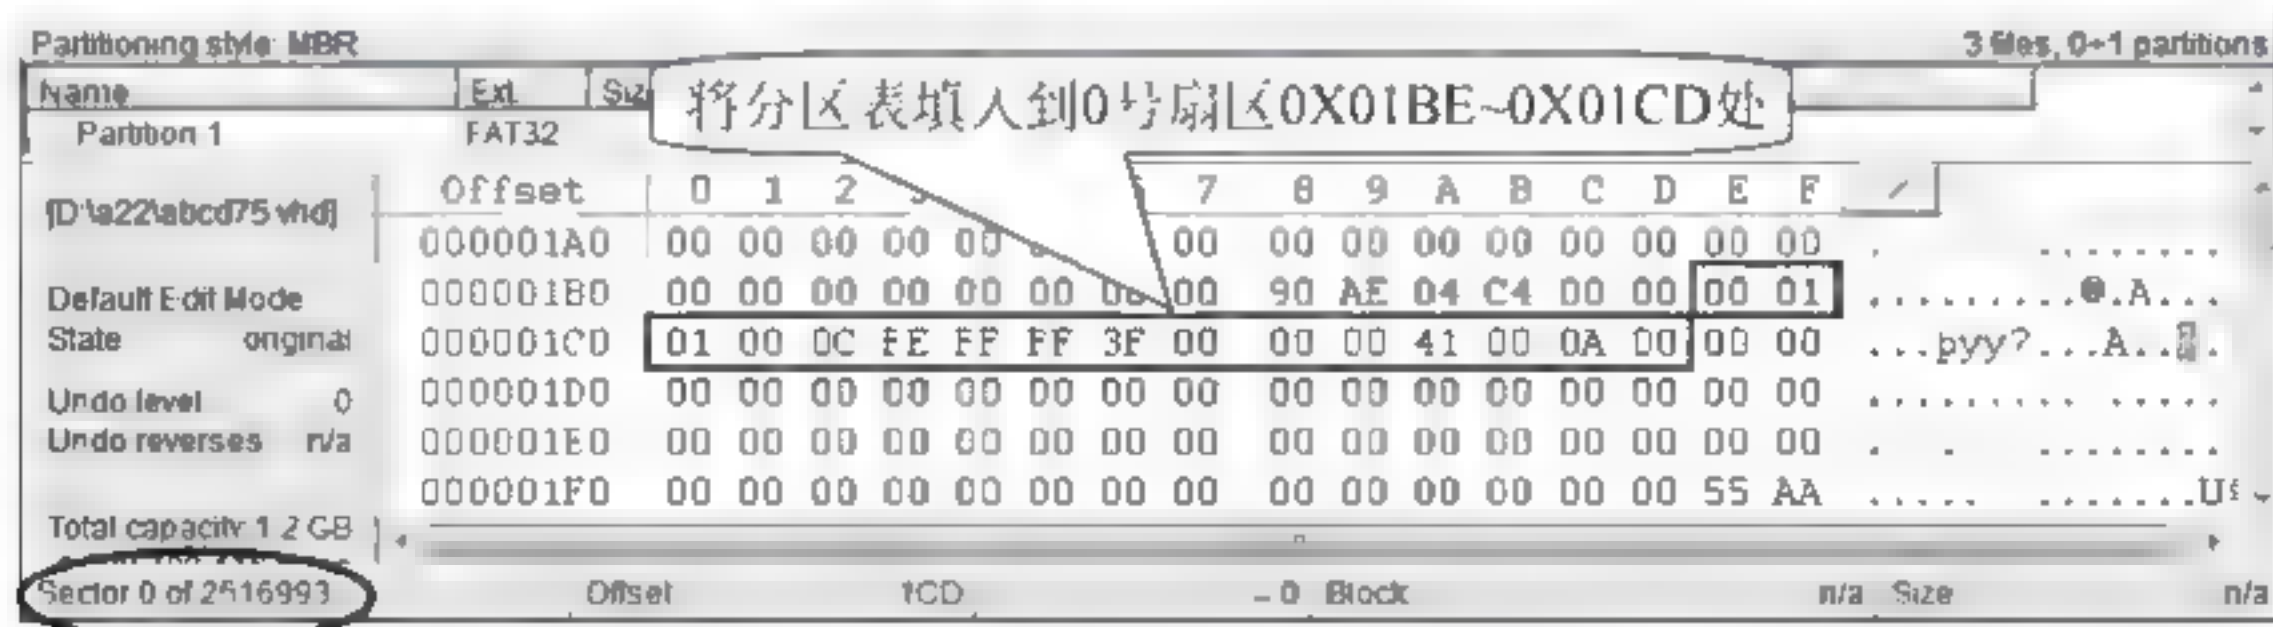 Partitioning style: MBR 3 files, 0+1 partitions
Name Ext. Siz
将分区表填入到0号扇区0X01BE~0X01CD处
Partition 1 FAT32
[D:\a22\abcd75.vhd]
Offset 0 1 2 7 8 9 A B C D E F
000001A0 00 00 00 00 00 00 00 00 00 00 00 00 00 00
000001B0 00 00 00 00 00 00 00 00 90 AE 04 C4 00 00 00 01
000001C0 01 00 0C FE FF FF 3F 00 00 00 41 00 0A 00 00 00
000001D0 00 00 00 00 00 00 00 00 00 00 00 00 00 00 00 00
000001E0 00 00 00 00 00 00 00 00 00 00 00 00 00 00 00 00
000001F0 00 00 00 00 00 00 00 00 00 00 00 00 00 00 55 AA
Default Edit Mode
State original
Undo level 0
Undo reverses n/a
Total capacity: 1.2 GB
Sector 0 of 2516993 Offset 1CD = 0 Block n/a Size n/a